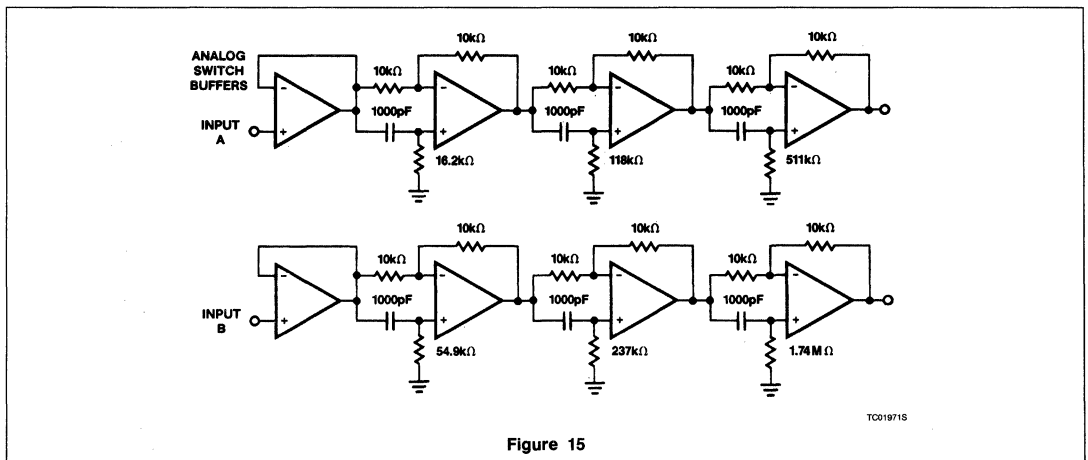 10kΩ 10kΩ 10kΩ
ANALOG
SWITCH
BUFFERS
10kΩ 10kΩ 10kΩ
1000pF 1000pF 1000pF
INPUT
A
16.2kΩ 118kΩ 511kΩ
10kΩ 10kΩ 10kΩ
10kΩ 10kΩ 10kΩ
1000pF 1000pF 1000pF
INPUT
B
54.9kΩ 237kΩ 1.74MΩ
TC01971S
Figure 15